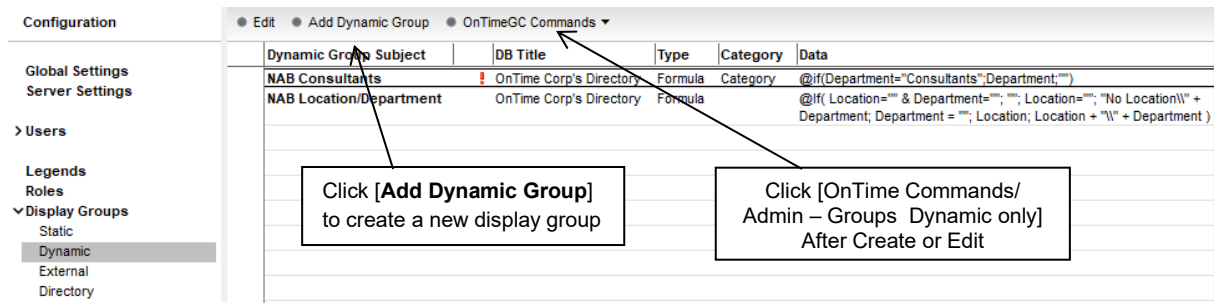 Configuration
Edit Add Dynamic Group OnTimeGC Commands
Dynamic Group Subject DB Title Type Category Data
NAB Consultants ! OnTime Corp's Directory Formula Category @if(Department="Consultants";Department;"")
NAB Location/Department OnTime Corp's Directory Formula @If( Location="" & Department=""; ""; Location=""; "No Location\\" +
Department; Department = ""; Location; Location + "\\" + Department )
Global Settings
Server Settings
Users
Legends
Roles
Display Groups
Static
Dynamic
External
Directory
Click [Add Dynamic Group]
to create a new display group
Click [OnTime Commands/
Admin – Groups Dynamic only]
After Create or Edit